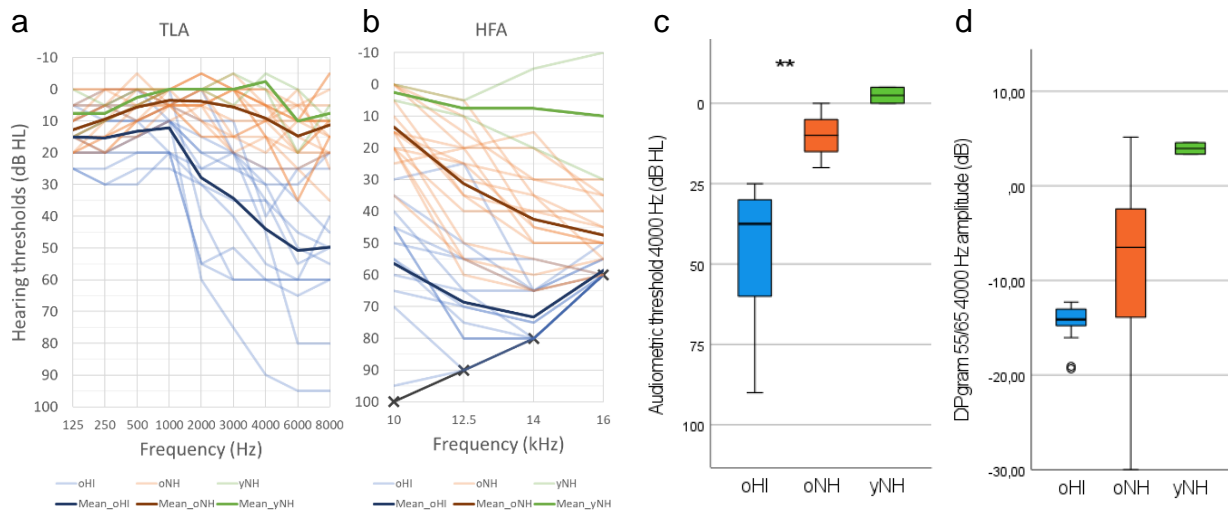 a
TLA
Hearing thresholds (dB HL)
-10
0
10
20
30
40
50
60
70
80
90
100
125 250 500 1000 2000 3000 4000 6000 8000
Frequency (Hz)
oHI oNH yNH
Mean_oHI Mean_oNH Mean_yNH
b
HFA
-10
0
10
20
30
40
50
60
70
80
90
100
10 12.5 14 16
Frequency (kHz)
oHI oNH yNH
Mean_oHI Mean_oNH Mean_yNH
c
**
Audiometric threshold 4000 Hz (dB HL)
0
25
50
75
100
oHI oNH yNH
d
DPgram 55/65 4000 Hz amplitude (dB)
10,00
,00
-10,00
-20,00
-30,00
oHI oNH yNH